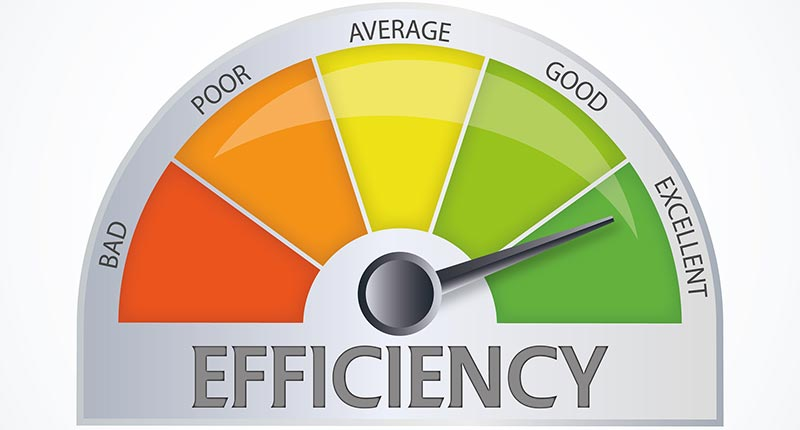 BAD
POOR
AVERAGE
GOOD
EXCELLENT
EFFICIENCY